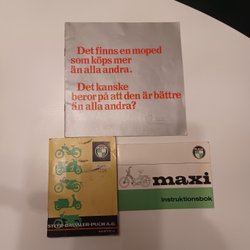 Det finns en moped
som köps mer
än alla andra.
Det kanske
beror på att den är bättre
än alla andra?
maxi
instruktionsbok
STEYR-DAIMLER-PUCH A.G.